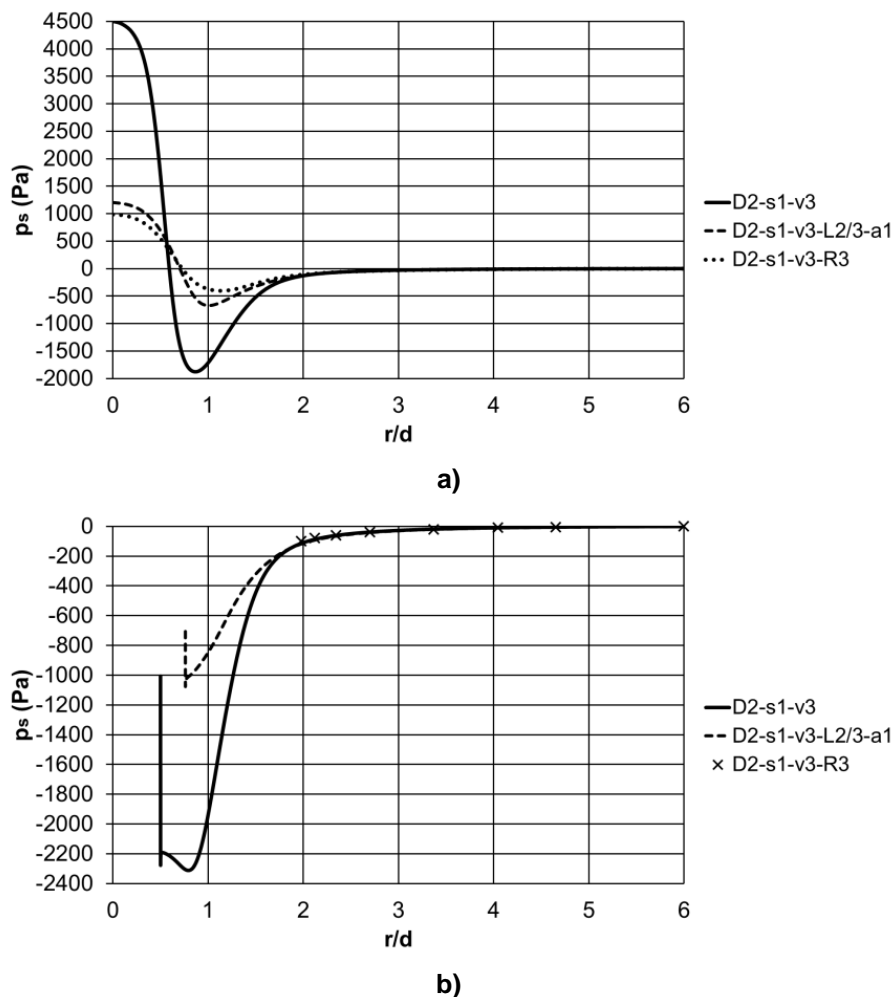 4500
4000
3500
3000
2500
2000
1500
1000
500
0
-500
-1000
-1500
-2000
ps (Pa)
0 1 2 3 4 5 6
r/d
D2-s1-v3
D2-s1-v3-L2/3-a1
D2-s1-v3-R3
a)
0
-200
-400
-600
-800
-1000
-1200
-1400
-1600
-1800
-2000
-2200
-2400
ps (Pa)
0 1 2 3 4 5 6
r/d
D2-s1-v3
D2-s1-v3-L2/3-a1
D2-s1-v3-R3
b)